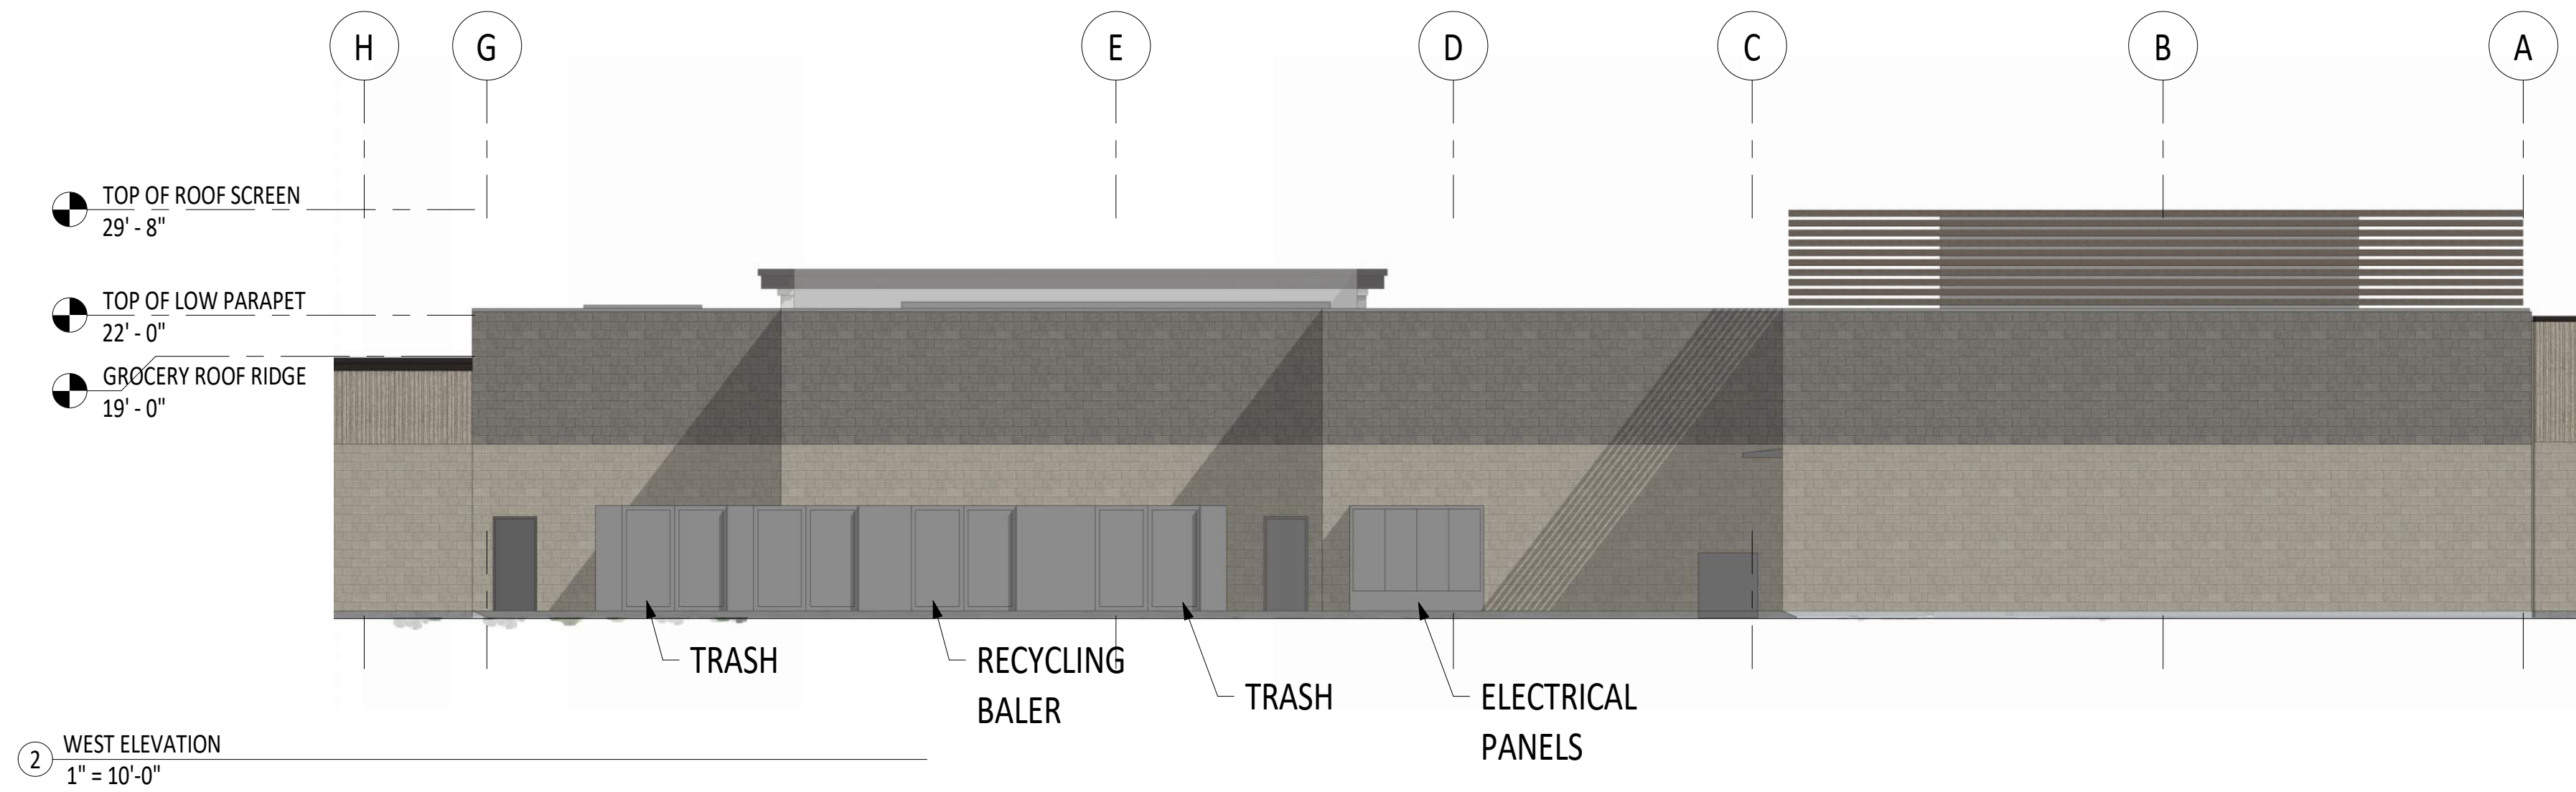 H G E D C B A
TOP OF ROOF SCREEN
29' - 8"
TOP OF LOW PARAPET
22' - 0"
GROCERY ROOF RIDGE
19' - 0"
TRASH
RECYCLING
BALER
TRASH
ELECTRICAL
PANELS
2 WEST ELEVATION
1" = 10'-0"